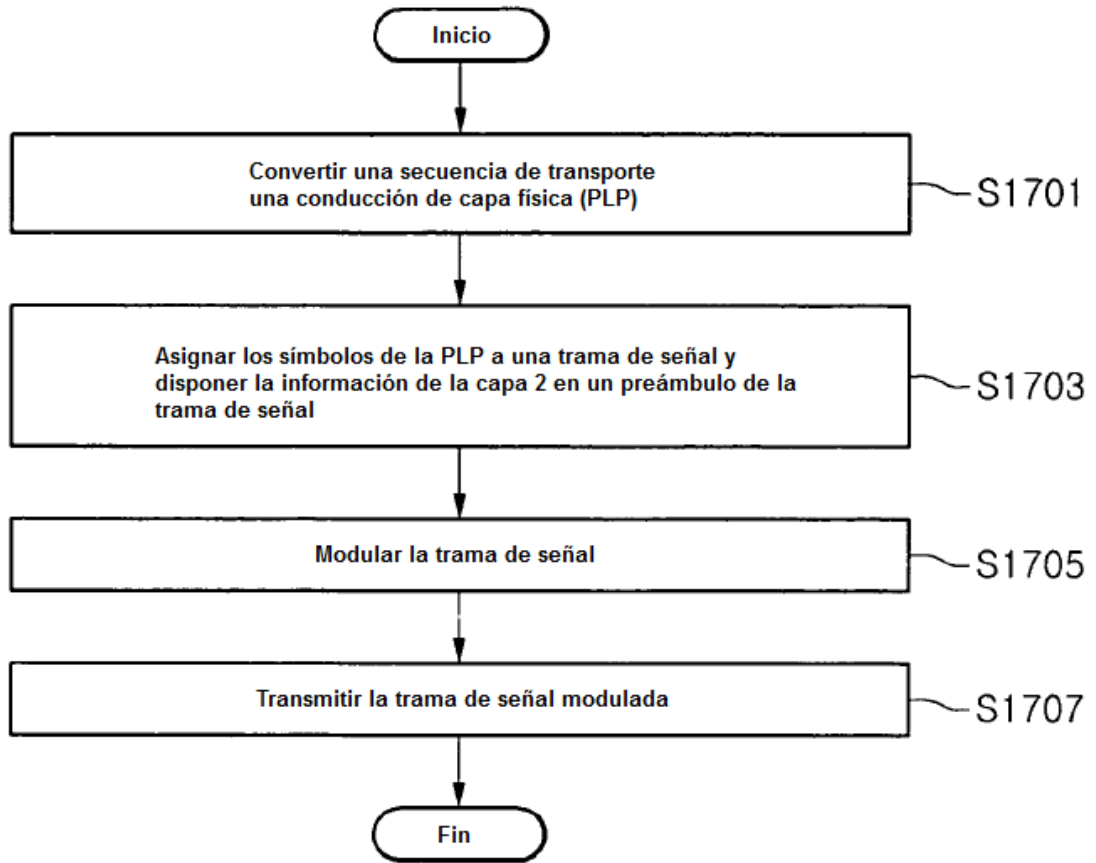 Inicio
Convertir una secuencia de transporte
una conducción de capa física (PLP)
S1701
Asignar los símbolos de la PLP a una trama de señal y
disponer la información de la capa 2 en un preámbulo de la
trama de señal
S1703
Modular la trama de señal
S1705
Transmitir la trama de señal modulada
S1707
Fin